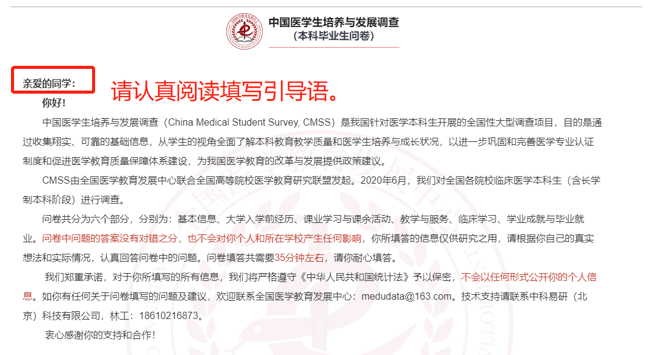 中国医学生培养与发展调查
（本科毕业生问卷）
亲爱的同学：
请认真阅读填写引导语。
你好！
中国医学生培养与发展调查（China Medical Student Survey, CMSS）是我国针对医学本科生开展的全国性大型调查项目，目的是通
过收集翔实、可靠的基础信息，从学生的视角全面了解本科教育教学质量和医学生培养与成长状况，以进一步巩固和完善医学专业认证
制度和促进医学教育质量保障体系建设，为我国医学教育的改革与发展提供政策建议。
CMSS由全国医学教育发展中心联合全国高等院校医学教育研究联盟发起。2020年6月，我们对全国各院校临床医学本科生（含长学
制本科阶段）进行调查。
问卷共分为六个部分，分别为：基本信息、大学入学前经历、课业学习与课余活动、教学与服务、临床学习、学业成就与毕业就
业。问卷中问题的答案没有对错之分，也不会对你个人和所在学校产生任何影响，你所填答的信息仅供研究之用，请根据你自己的真实
想法和实际情况，认真回答问卷中的问题。问卷填答共需要35分钟左右，请你耐心填答。
我们郑重承诺，对于你所填写的所有信息，我们将严格遵守《中华人民共和国统计法》予以保密，不会以任何形式公开你的个人信
息。如你有任何关于问卷填写的问题及建议，欢迎联系全国医学教育发展中心：medudata@163.com。技术支持请联系中科易研（北
京）科技有限公司，林工：18610216873。
衷心感谢你的支持和合作！